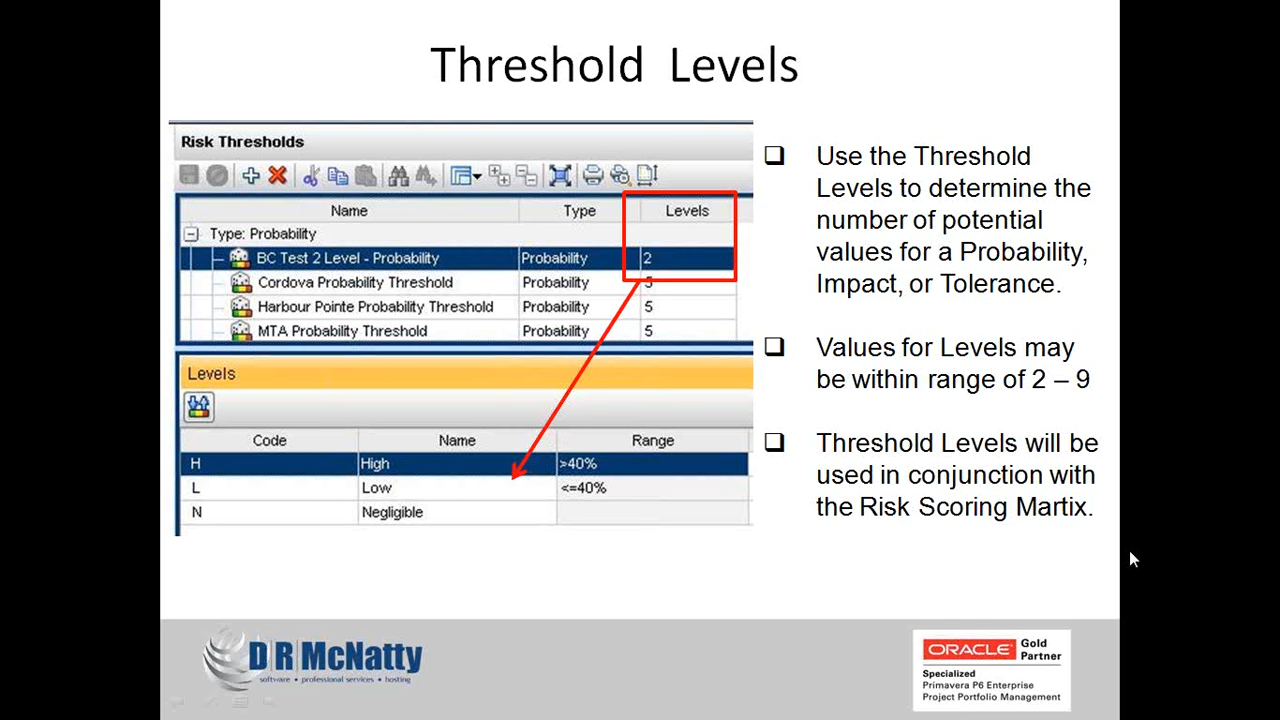 Threshold Levels
Risk Thresholds
Name Type Levels
Type: Probability
BC Test 2 Level - Probability Probability 2
Cordova Probability Threshold Probability 5
Harbour Pointe Probability Threshold Probability 5
MTA Probability Threshold Probability 5
Levels
Code Name Range
H High >40%
L Low <=40%
N Negligible
Use the Threshold
Levels to determine the
number of potential
values for a Probability,
Impact, or Tolerance.
Values for Levels may
be within range of 2 – 9
Threshold Levels will be
used in conjunction with
the Risk Scoring Martix.
D R McNatty
software • professional services • hosting
ORACLE Gold
Partner
Specialized
Primavera P6 Enterprise
Project Portfolio Management